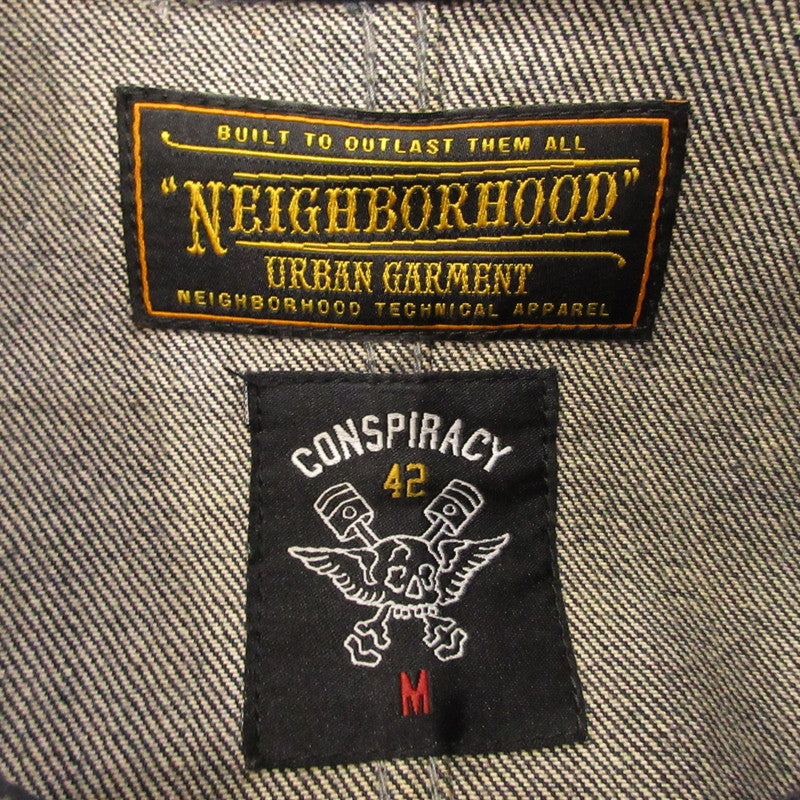 BUILT TO OUTLAST THEM ALL
"NEIGHBORHOOD"
URBAN GARMENT
NEIGHBORHOOD TECHNICAL APPAREL
CONSPIRACY
42
M